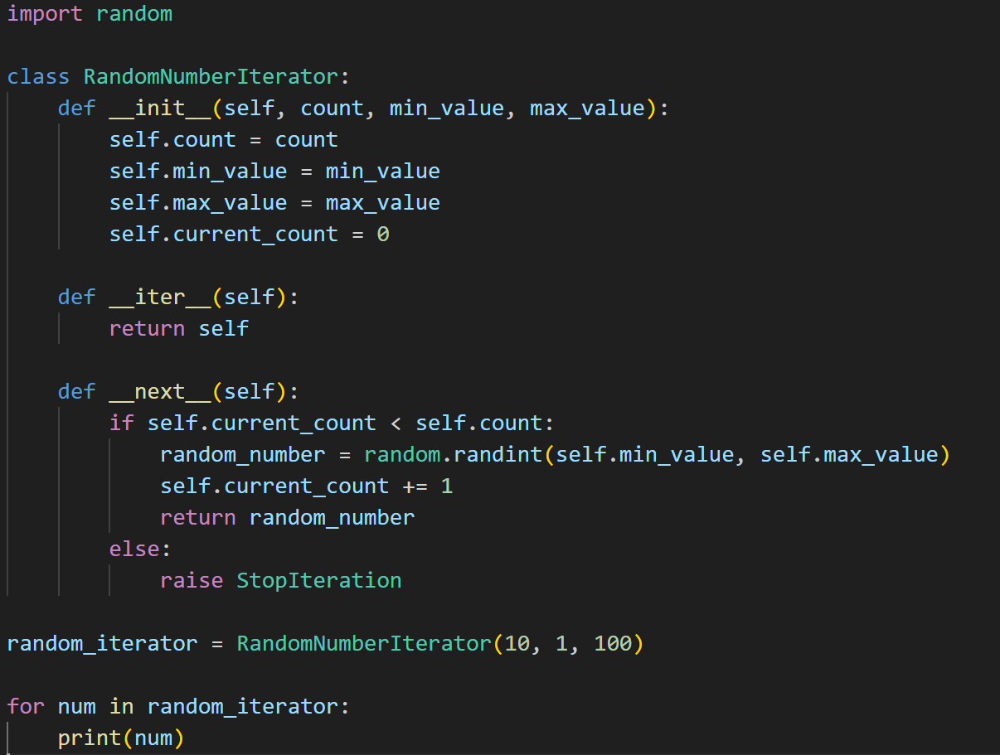 import random

class RandomNumberIterator:
    def __init__(self, count, min_value, max_value):
        self.count = count
        self.min_value = min_value
        self.max_value = max_value
        self.current_count = 0

    def __iter__(self):
        return self

    def __next__(self):
        if self.current_count < self.count:
            random_number = random.randint(self.min_value, self.max_value)
            self.current_count += 1
            return random_number
        else:
            raise StopIteration

random_iterator = RandomNumberIterator(10, 1, 100)

for num in random_iterator:
    print(num)